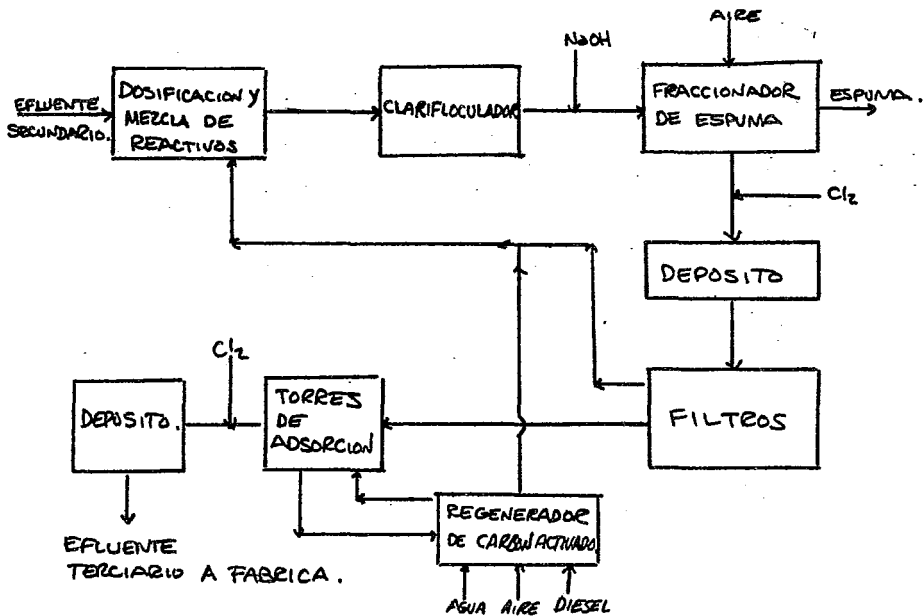 AIRE
NaOH
EFLUENTE
SECUNDARIO.
DOSIFICACION Y
MEZCLA DE
REACTIVOS
CLARIFLOCULADOR
FRACCIONADOR
DE ESPUMA
ESPUMA.
Cl2
DEPOSITO
FILTROS
Cl2
TORRES
DE
ADSORCION
DEPOSITO.
REGENERADOR
DE CARBON ACTIVADO
EFLUENTE
TERCIARIO A FABRICA.
AGUA AIRE DIESEL